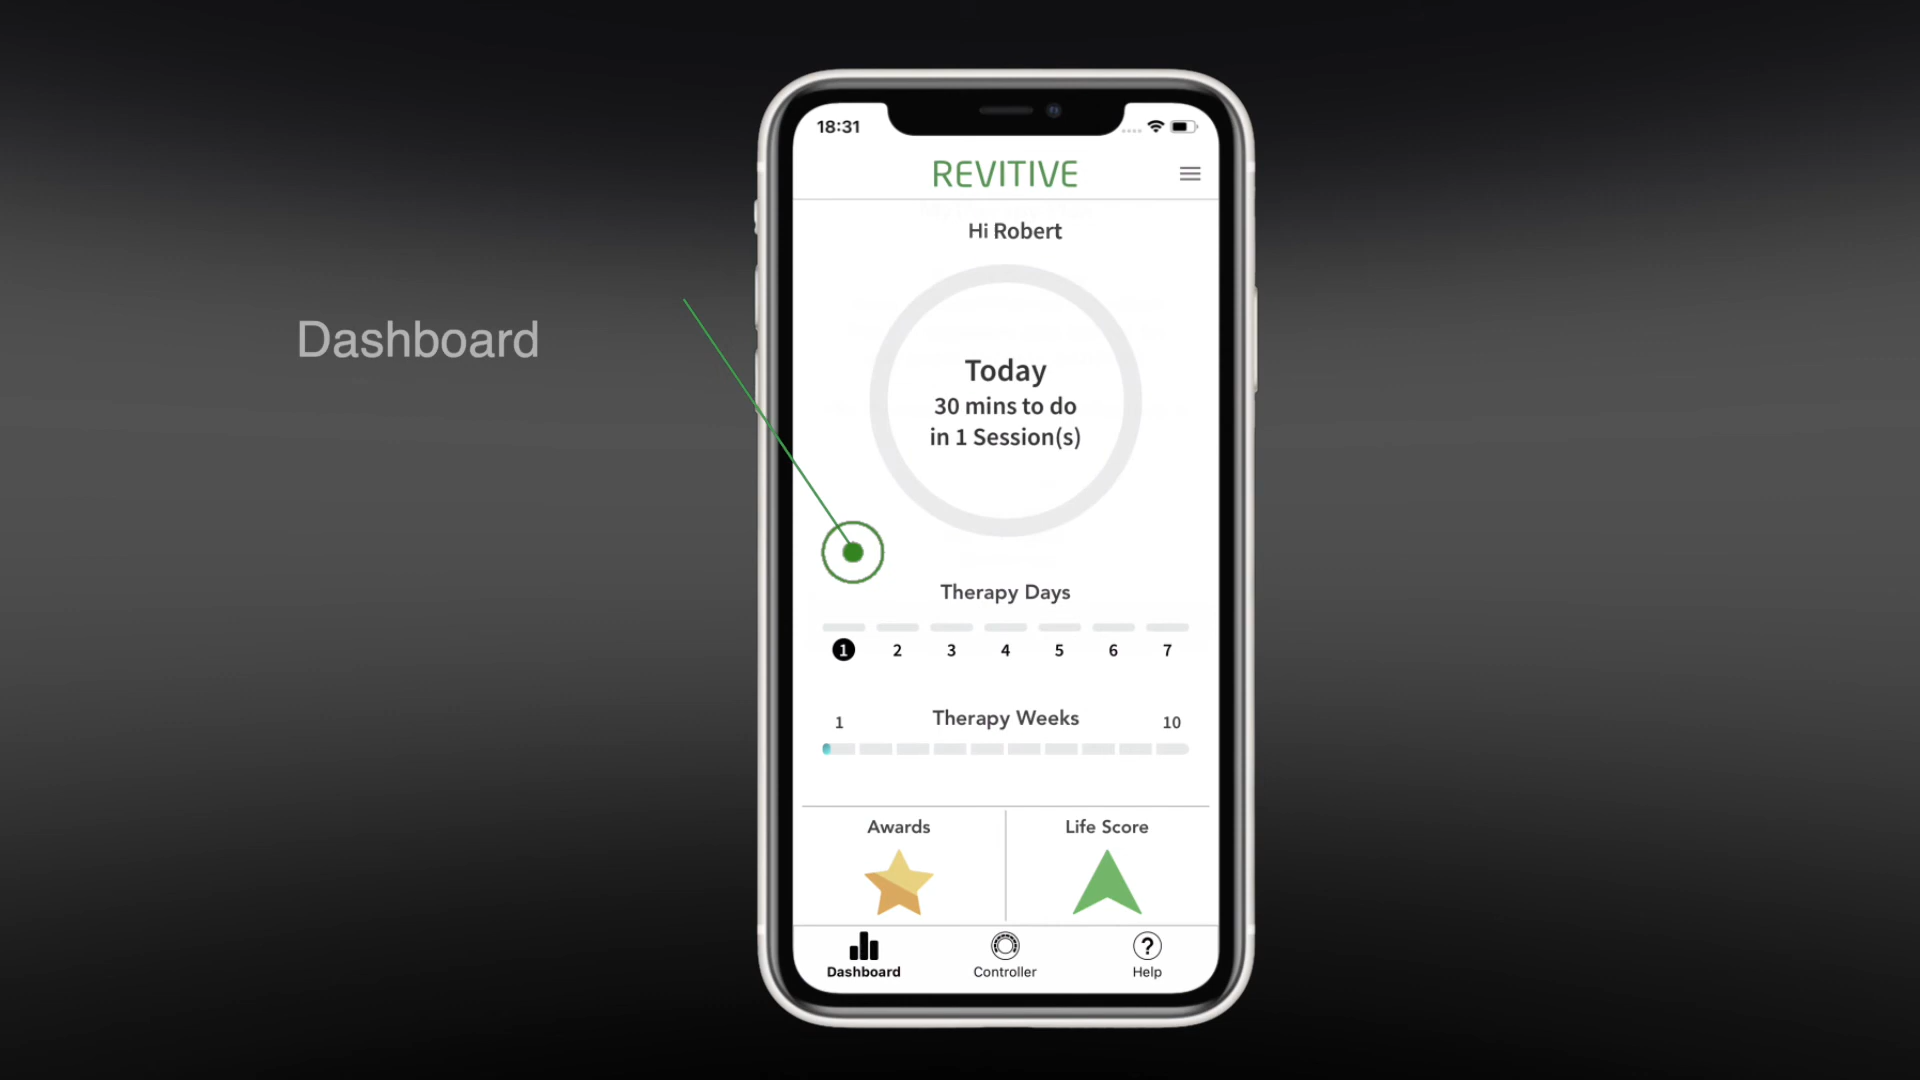 18:31
REVITIVE
Hi Robert
Dashboard
Today
30 mins to do
in 1 Session(s)
Therapy Days
1 2 3 4 5 6 7
1 Therapy Weeks 10
Awards Life Score
Dashboard Controller Help